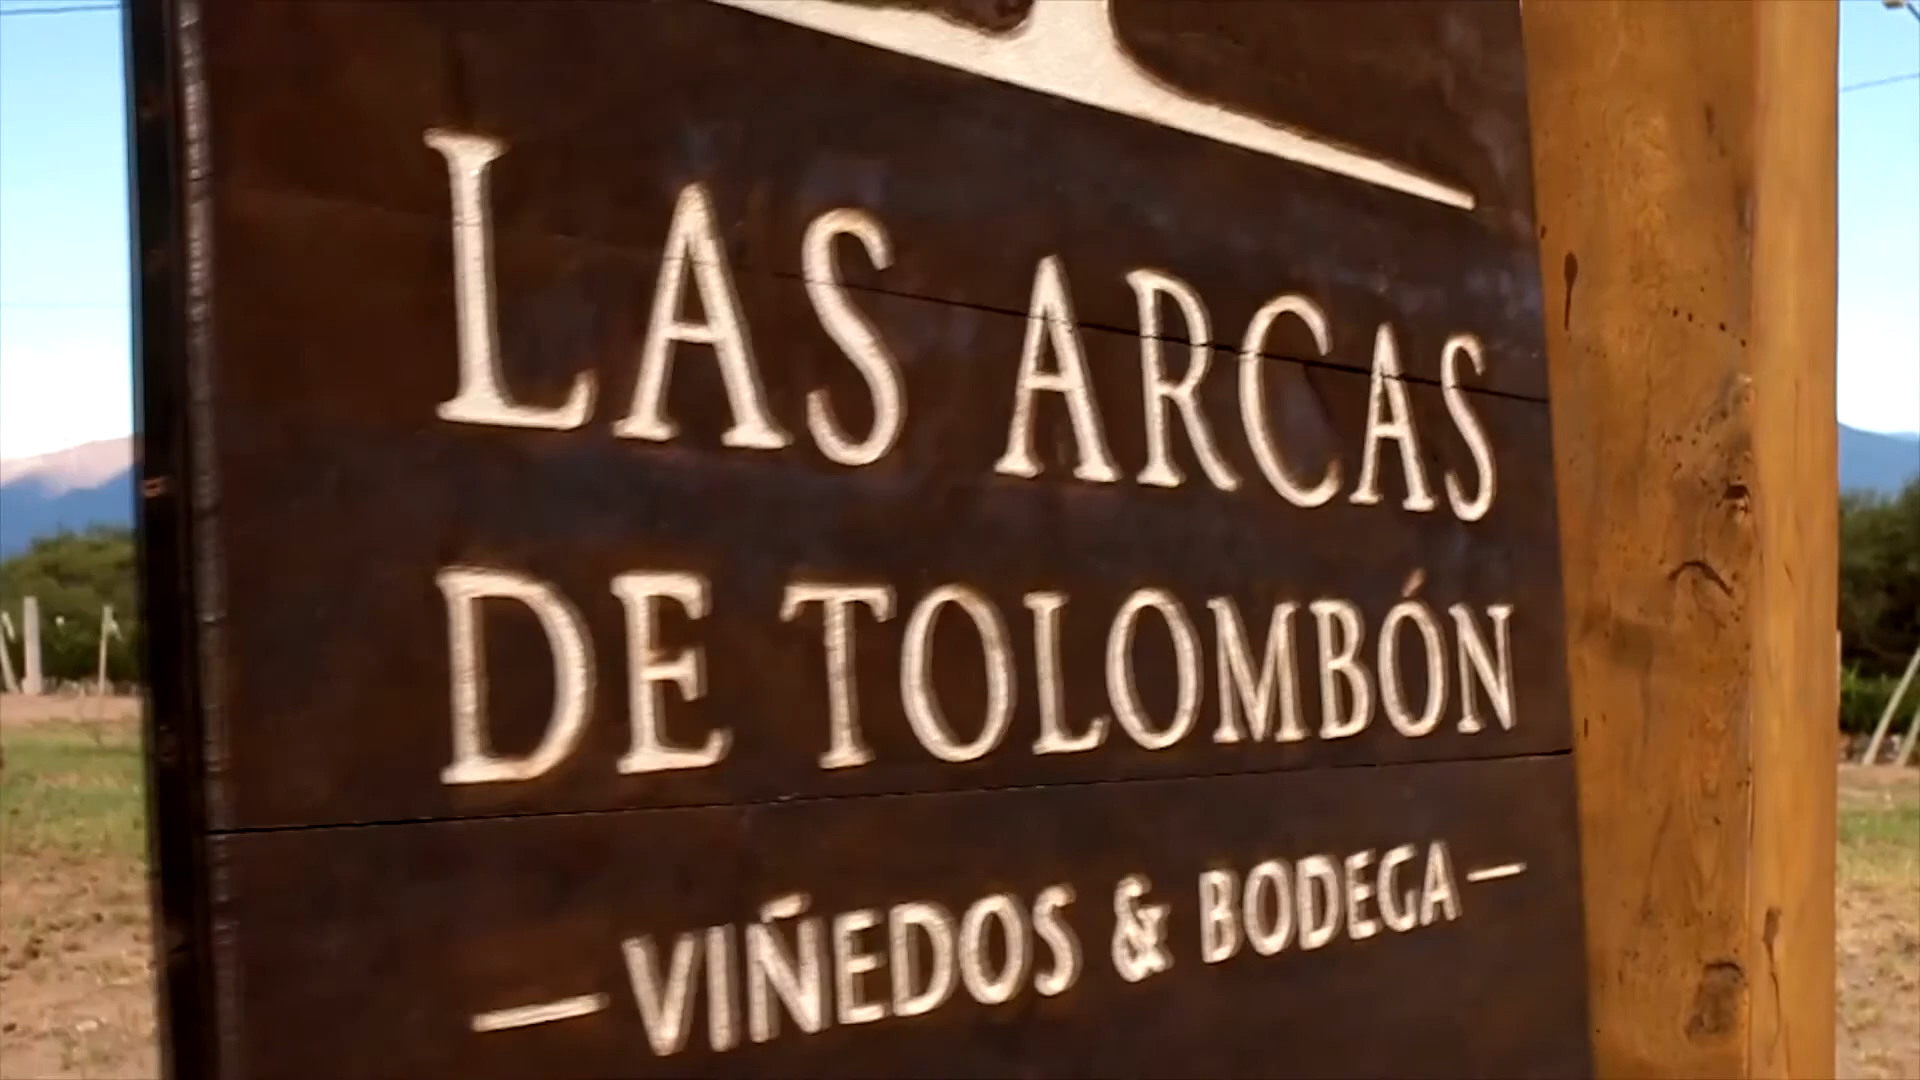 LAS ARCAS
DE TOLOMBÓN
— VIÑEDOS & BODEGA —